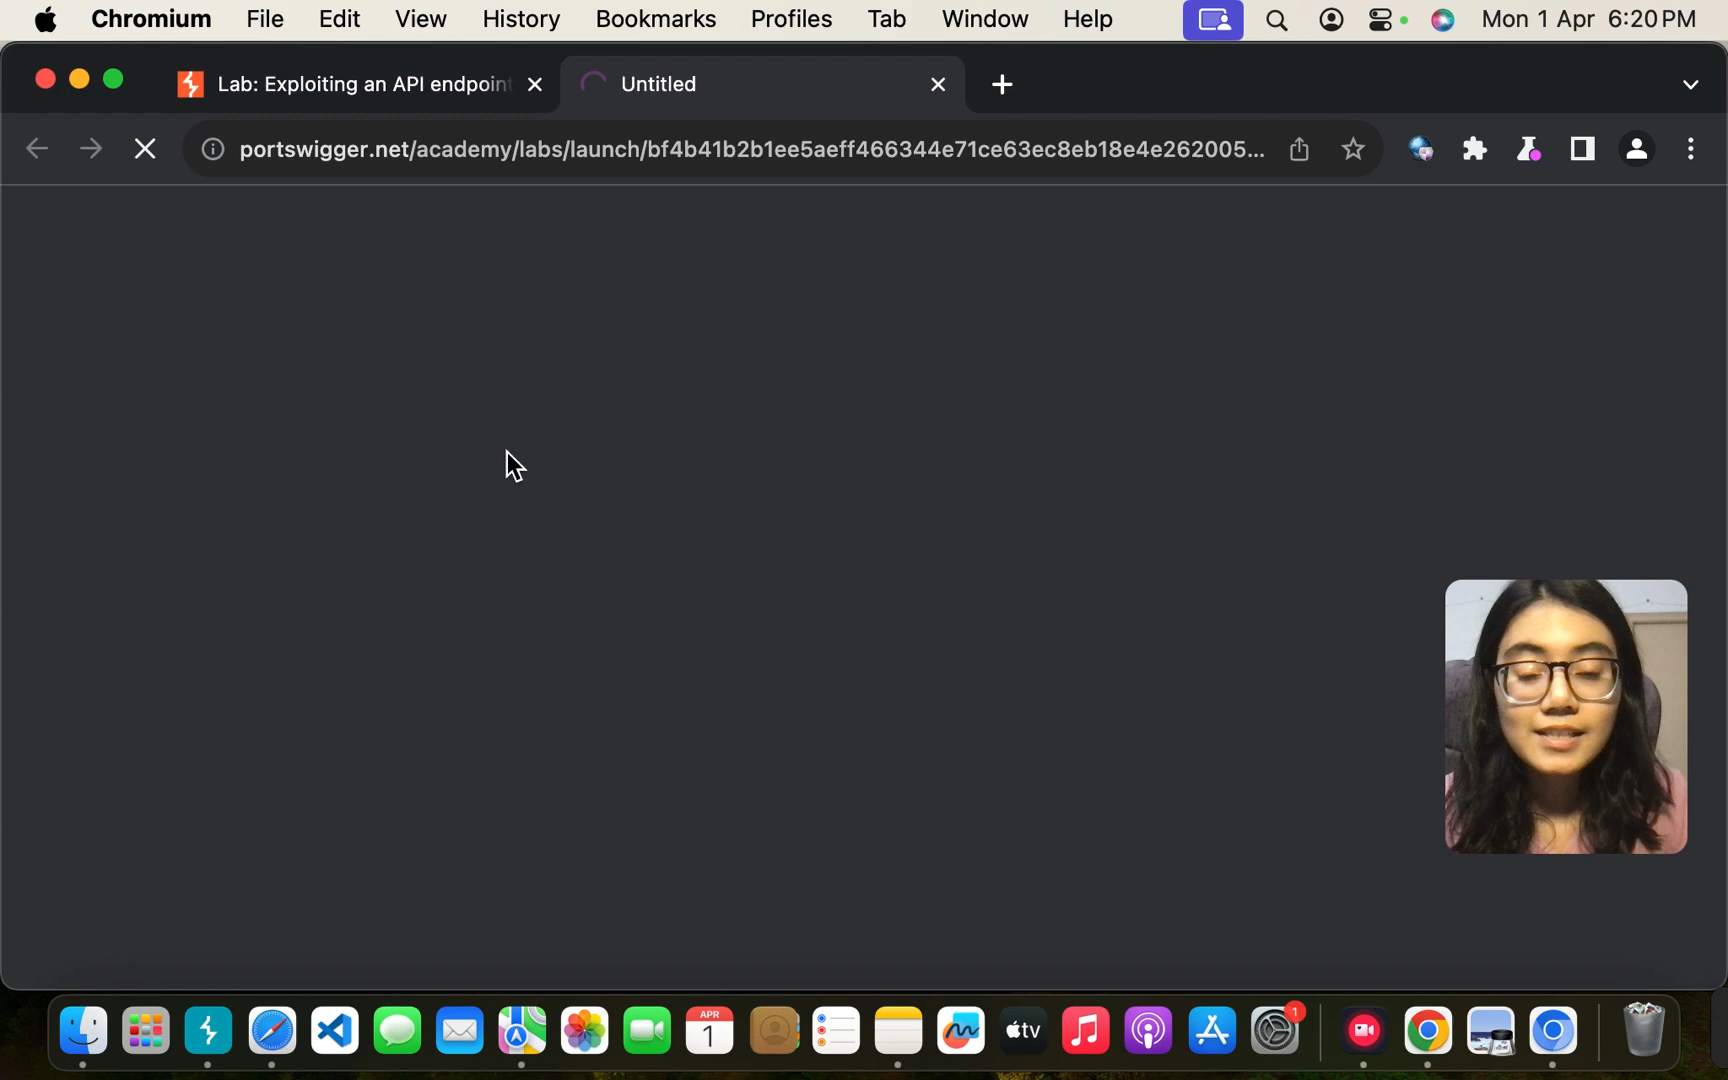 Chromium File Edit View History Bookmarks Profiles Tab Window Help Mon 1 Apr 6:20 PM
Lab: Exploiting an API endpoint Untitled
portswigger.net/academy/labs/launch/bf4b41b2b1ee5aeff466344e71ce63ec8eb18e4e262005...
APR
1
tv
1